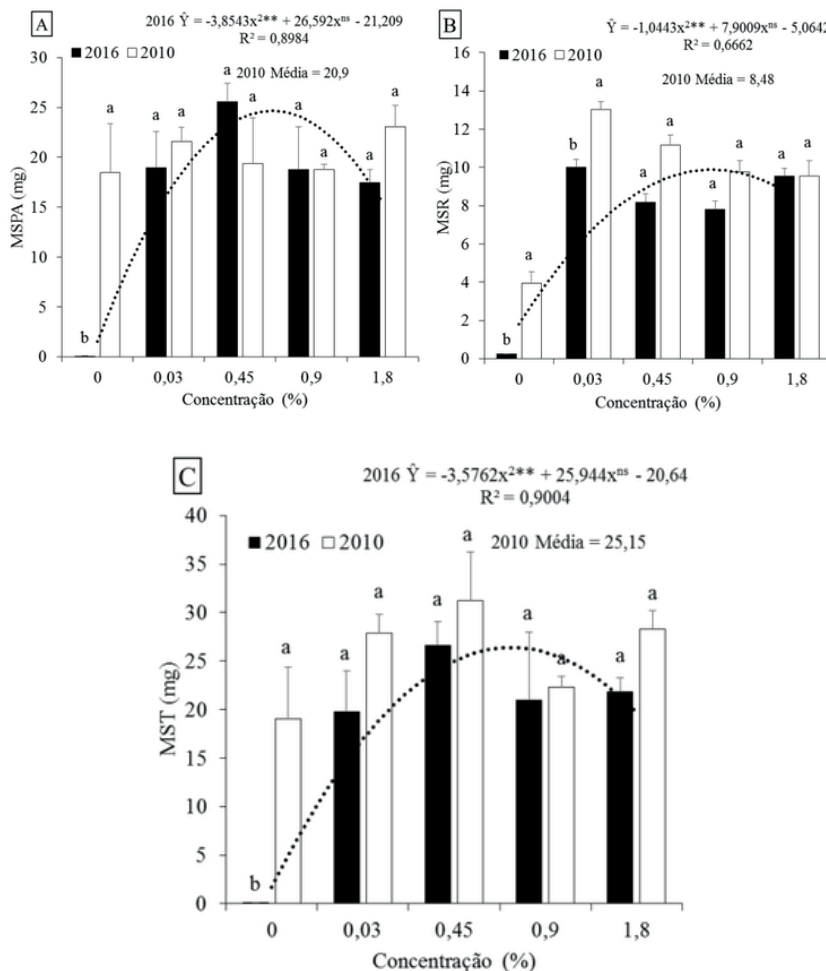 A
2016 Ŷ = -3,8543x²** + 26,592xⁿˢ - 21,209
R² = 0,8984
2016 2010
2010 Média = 20,9
MSPA (mg)
30
25
20
15
10
5
0
b a a a a a a a a a
0 0,03 0,45 0,9 1,8
Concentração (%)
B
Ŷ = -1,0443x²** + 7,9009xⁿˢ - 5,0642
R² = 0,6662
2016 2010
2010 Média = 8,48
MSR (mg)
16
14
12
10
8
6
4
2
0
b a b a a a a a a a
0 0,03 0,45 0,9 1,8
Concentração (%)
C
2016 Ŷ = -3,5762x²** + 25,944xⁿˢ - 20,64
R² = 0,9004
2016 2010
2010 Média = 25,15
MST (mg)
40
35
30
25
20
15
10
5
0
b a a a a a a a a a
0 0,03 0,45 0,9 1,8
Concentração (%)